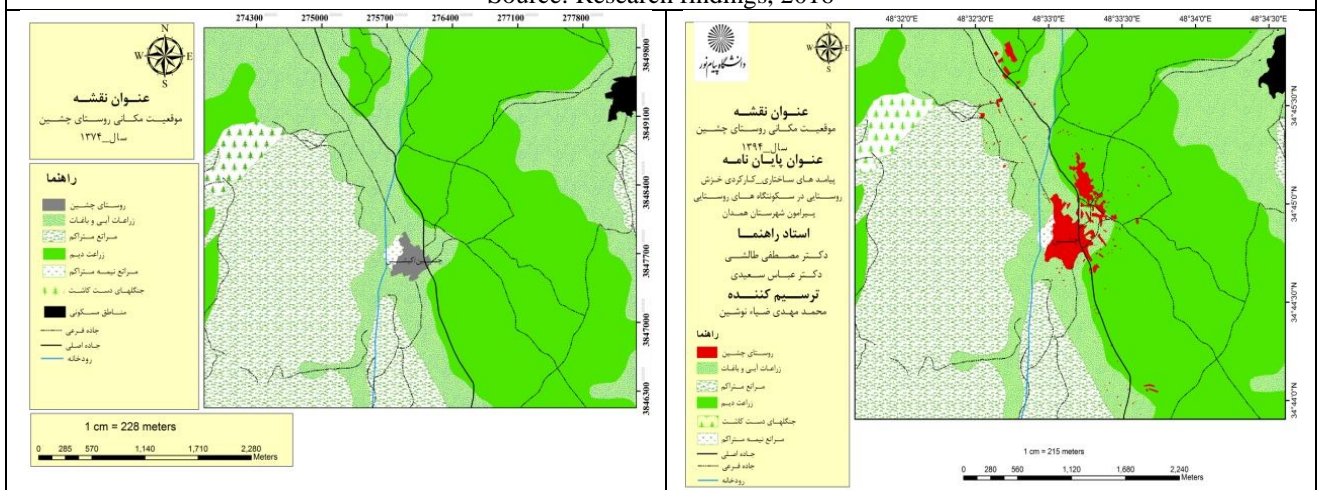 Source: Research findings, 2016
274300 275000 275700 276400 277100 277800
3849800
3849100
3848400
3847700
3847000
3846300
N
W E
S
عنوان نقشه
موقعیت مکانی روستای چشین
سال_۱۳۷۴
راهنما
روستای چشین
زراعات آبی و باغات
مراتع متراکم
زراعت دیم
مراتع نیمه متراکم
جنگلهای دست کاشت
مناطق مسکونی
جاده فرعی
جاده اصلی
رودخانه
1 cm = 228 meters
0 285 570 1,140 1,710 2,280
Meters
48°32'0"E 48°32'30"E 48°33'0"E 48°33'30"E 48°34'0"E 48°34'30"E
34°45'30"N
34°45'0"N
34°44'30"N
34°44'0"N
دانشگاه پیام نور
N
W E
S
عنوان نقشه
موقعیت مکانی روستای چشین
سال_۱۳۹۴
عنوان پایان نامه
پیامد های ساختاری_کارکردی خزش
روستایی در سکونتگاه های روستایی
پیرامون شهرستان همدان
استاد راهنما
دکتر مصطفی طالشی
دکتر عباس سعیدی
ترسیم کننده
محمد مهدی ضیاء نوشین
راهنما
روستای چشین
زراعات آبی و باغات
مراتع متراکم
زراعت دیم
جنگلهای دست کاشت
مراتع نیمه متراکم
جاده اصلی
جاده فرعی
رودخانه
1 cm = 215 meters
0 280 560 1,120 1,680 2,240
Meters